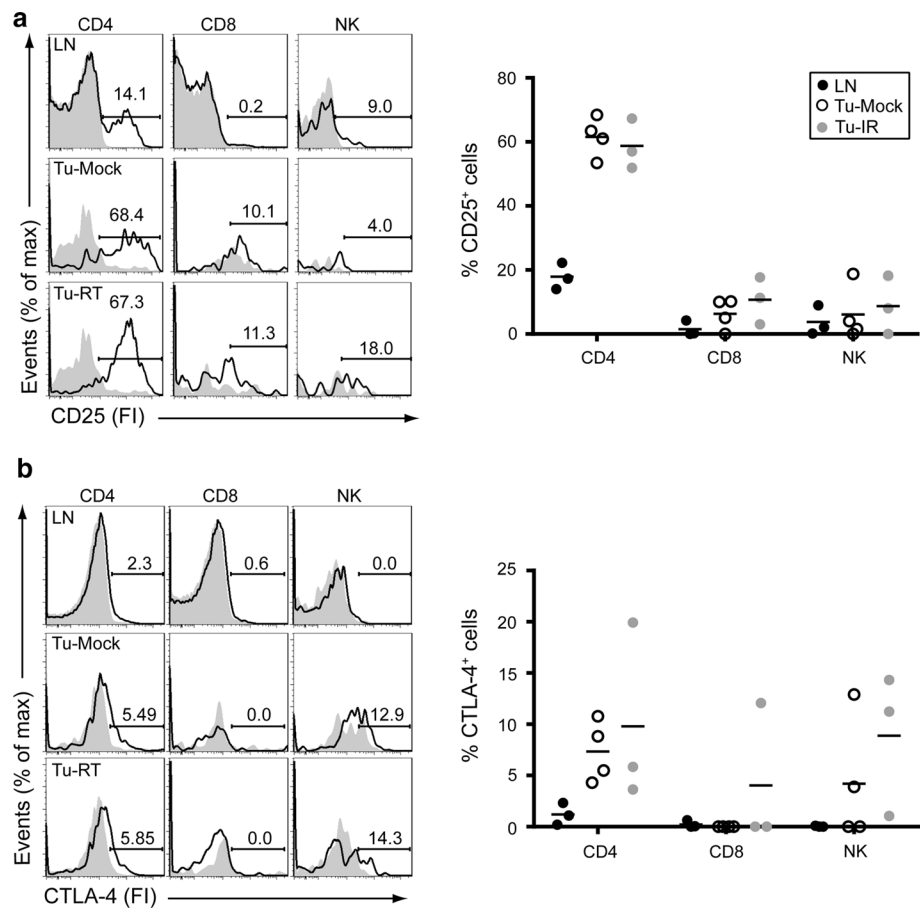 a
CD4 CD8 NK
LN
14.1 0.2 9.0
Tu-Mock
68.4 10.1 4.0
Tu-RT
67.3 11.3 18.0
Events (% of max)
CD25 (FI)
% CD25+ cells
80
60
40
20
0
CD4 CD8 NK
LN
Tu-Mock
Tu-IR
b
CD4 CD8 NK
LN
2.3 0.6 0.0
Tu-Mock
5.49 0.0 12.9
Tu-RT
5.85 0.0 14.3
Events (% of max)
CTLA-4 (FI)
% CTLA-4+ cells
25
20
15
10
5
0
CD4 CD8 NK